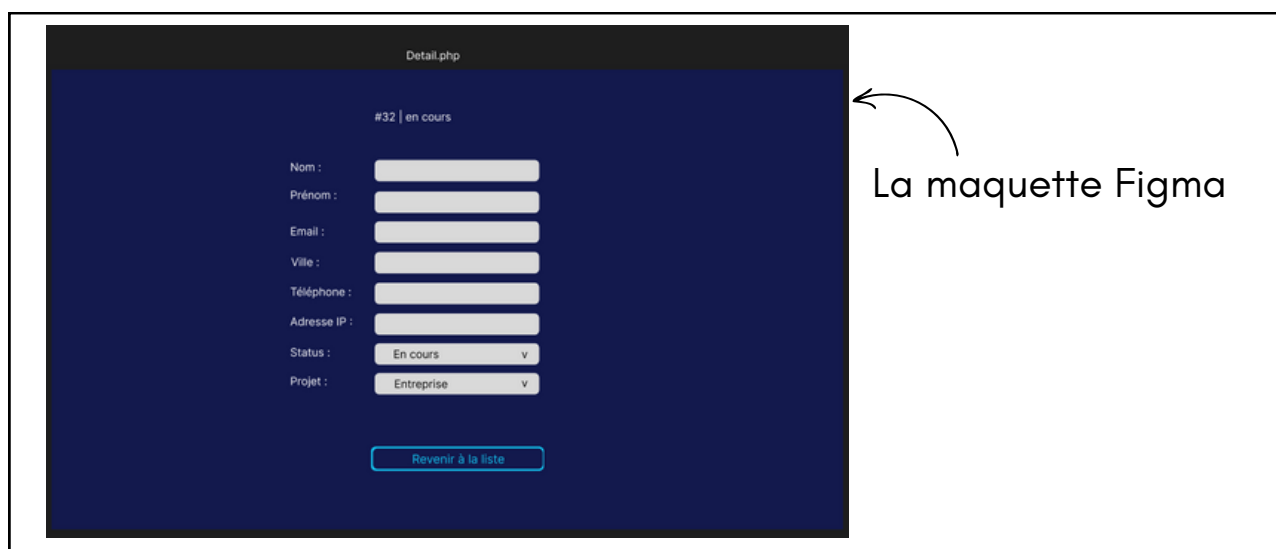 Detail.php
#32 | en cours
Nom :
Prénom :
Email :
Ville :
Téléphone :
Adresse IP :
Status : En cours v
Projet : Entreprise v
Revenir à la liste
La maquette Figma